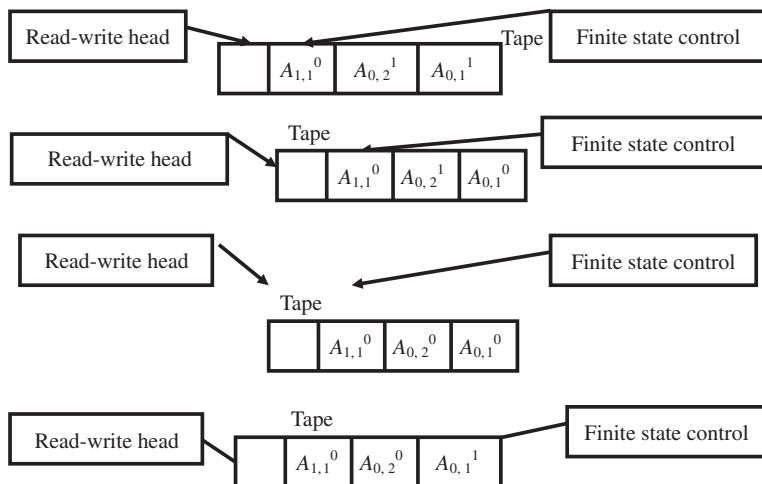 Read-write head
Tape
Finite state control
A1,1^0 A0,2^1 A0,1^1
Tape
Read-write head
Finite state control
A1,1^0 A0,2^1 A0,1^0
Read-write head
Finite state control
Tape
A1,1^0 A0,2^0 A0,1^0
Tape
Read-write head
Finite state control
A1,1^0 A0,2^0 A0,1^1